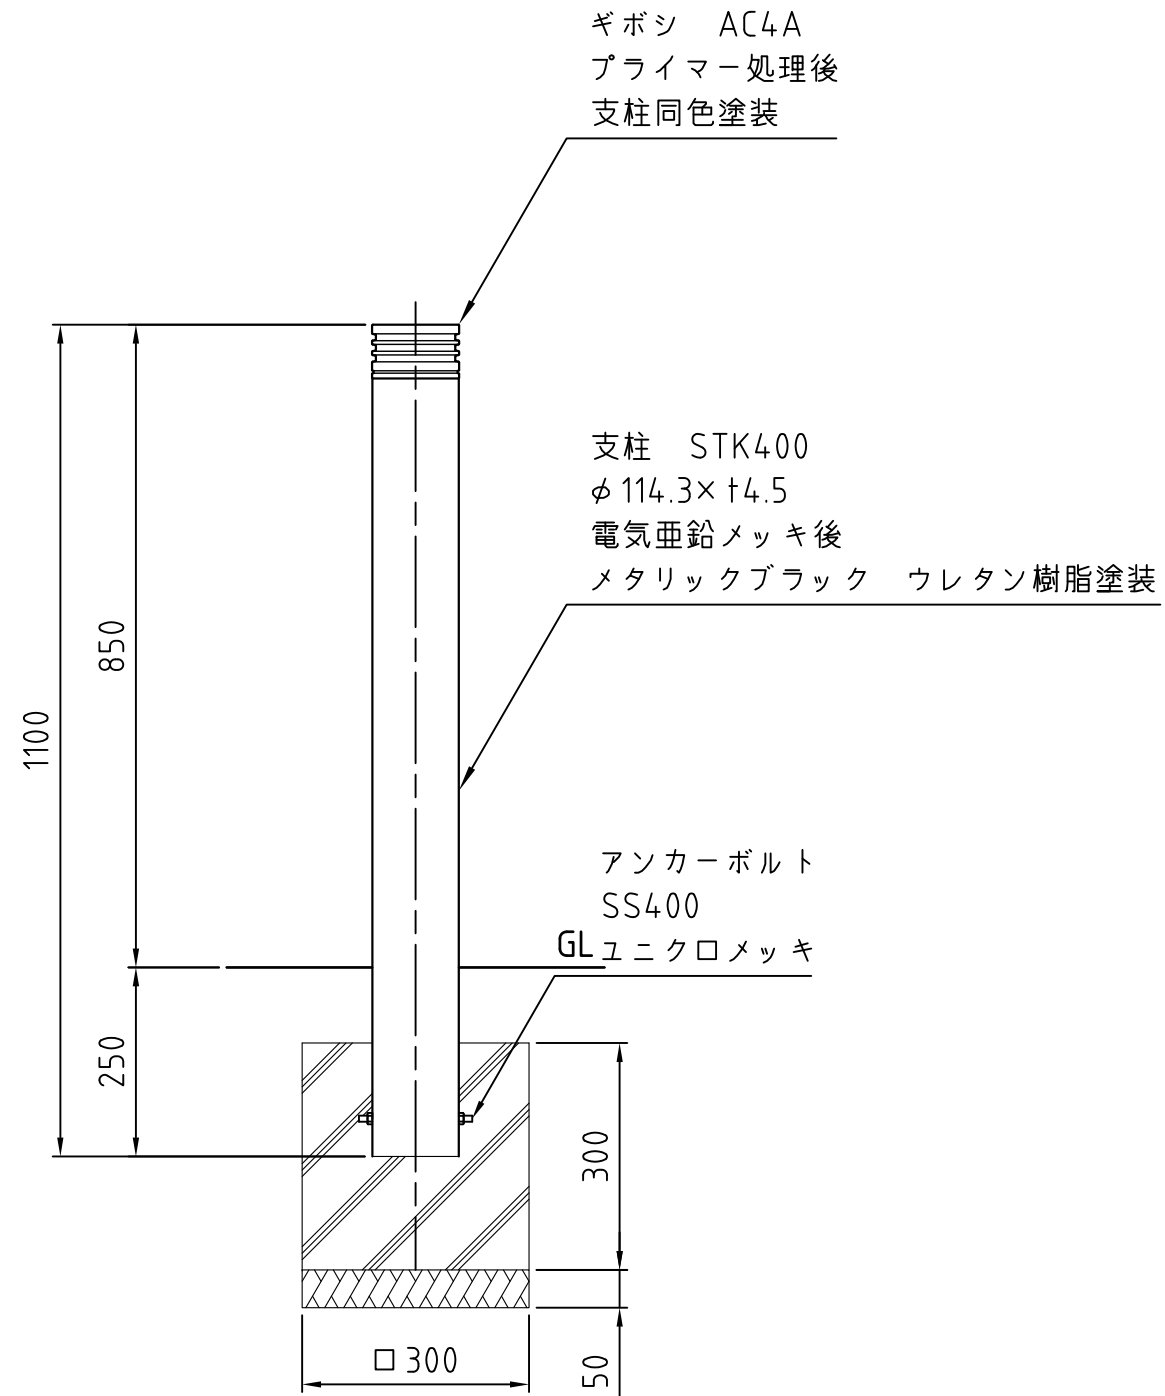 ギボシ　AC4A
プライマー処理後
支柱同色塗装
支柱　STK400
φ114.3×t4.5
電気亜鉛メッキ後
メタリックブラック　ウレタン樹脂塗装
850
1100
アンカーボルト
SS400
GL
ユニクロメッキ
250
300
□300
50